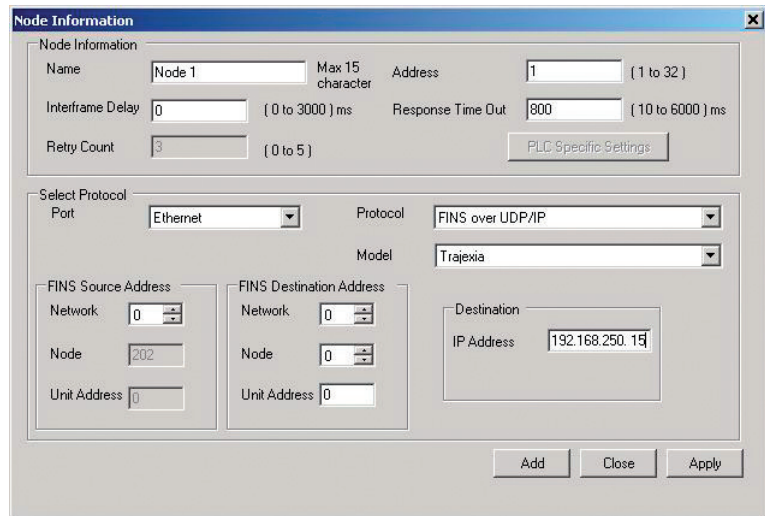 Node Information
Node Information
Name Node 1 Max 15 character Address 1 ( 1 to 32 )
Interframe Delay 0 ( 0 to 3000 ) ms Response Time Out 800 ( 10 to 6000 ) ms
Retry Count 3 ( 0 to 5 ) PLC Specific Settings
Select Protocol
Port Ethernet Protocol FINS over UDP/IP
Model Trajexia
FINS Source Address FINS Destination Address
Destination
Network 0 Network 0
IP Address 192.168.250. 15
Node 202 Node 0
Unit Address 0 Unit Address 0
Add Close Apply